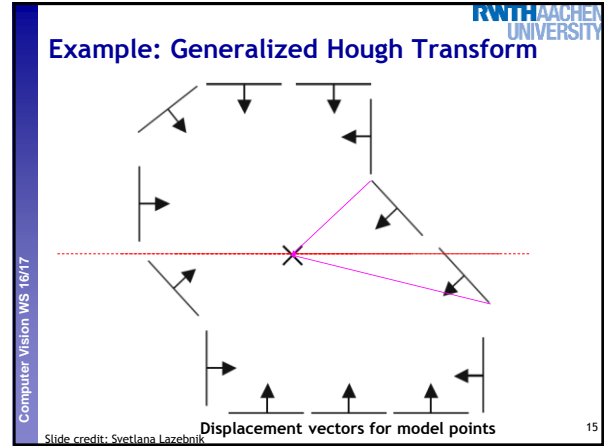 RWTHAACHEN
UNIVERSITY
Example: Generalized Hough Transform
Computer Vision WS 16/17
Displacement vectors for model points
15
Slide credit: Svetlana Lazebnik